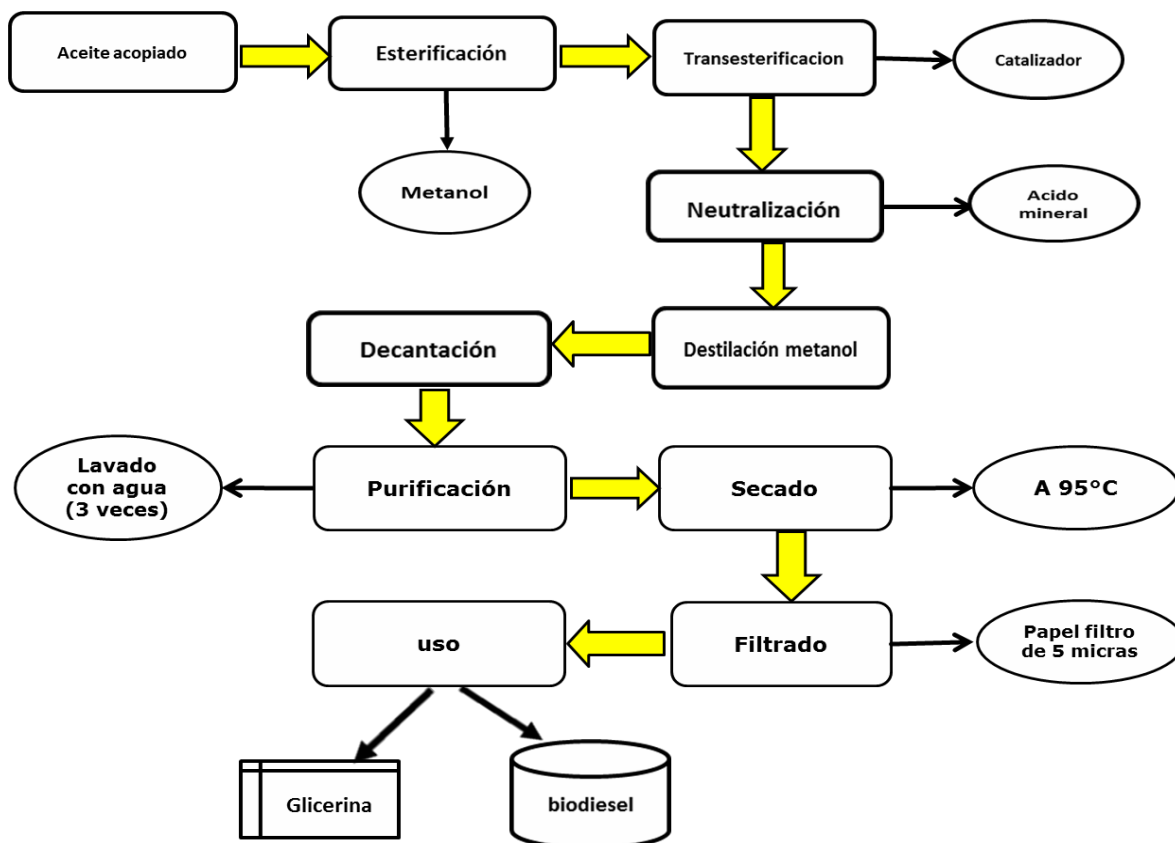 Aceite acopiado
Esterificación
Transesterificacion
Catalizador
Metanol
Neutralización
Acido
mineral
Decantación
Destilación metanol
Lavado
con agua
(3 veces)
Purificación
Secado
A 95°C
uso
Filtrado
Papel filtro
de 5 micras
Glicerina
biodiesel